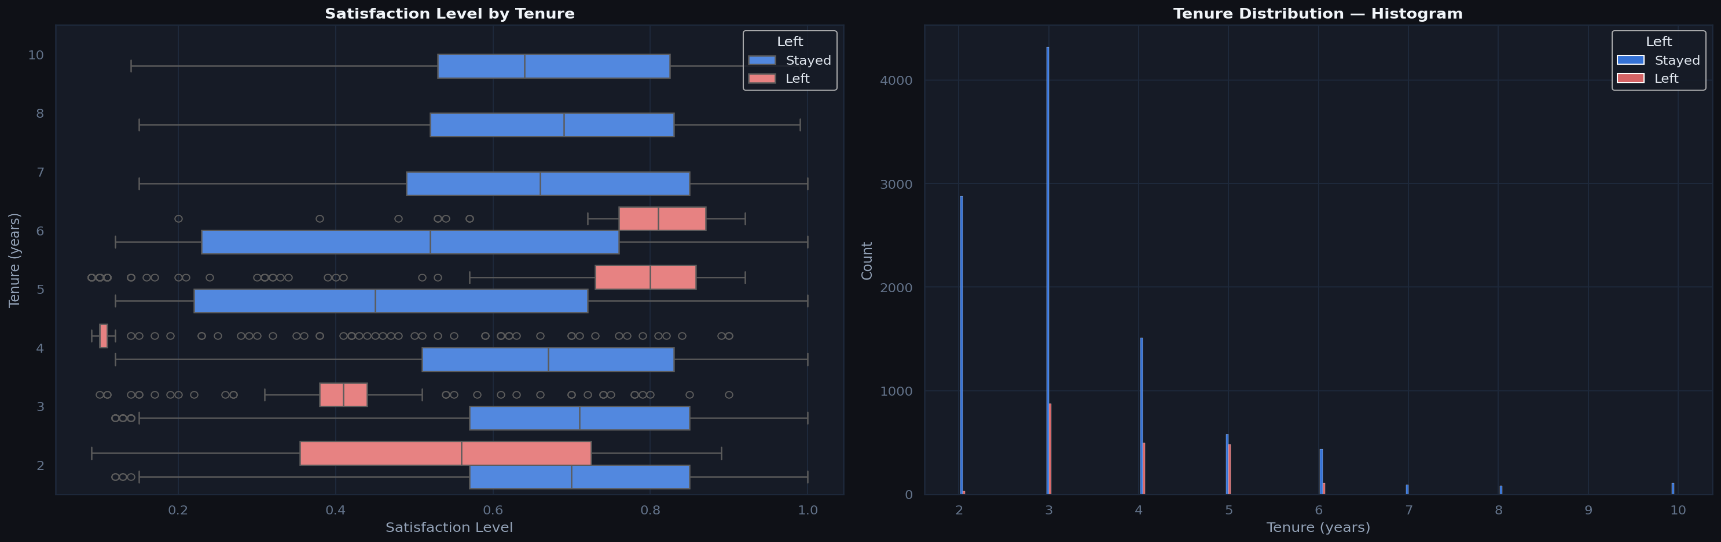 Satisfaction Level by Tenure
Left
Stayed
Left
Tenure (years)
10
8
7
6
5
4
3
2
0.2 0.4 0.6 0.8 1.0
Satisfaction Level
Tenure Distribution — Histogram
Left
Stayed
Left
Count
4000
3000
2000
1000
0
2 3 4 5 6 7 8 9 10
Tenure (years)